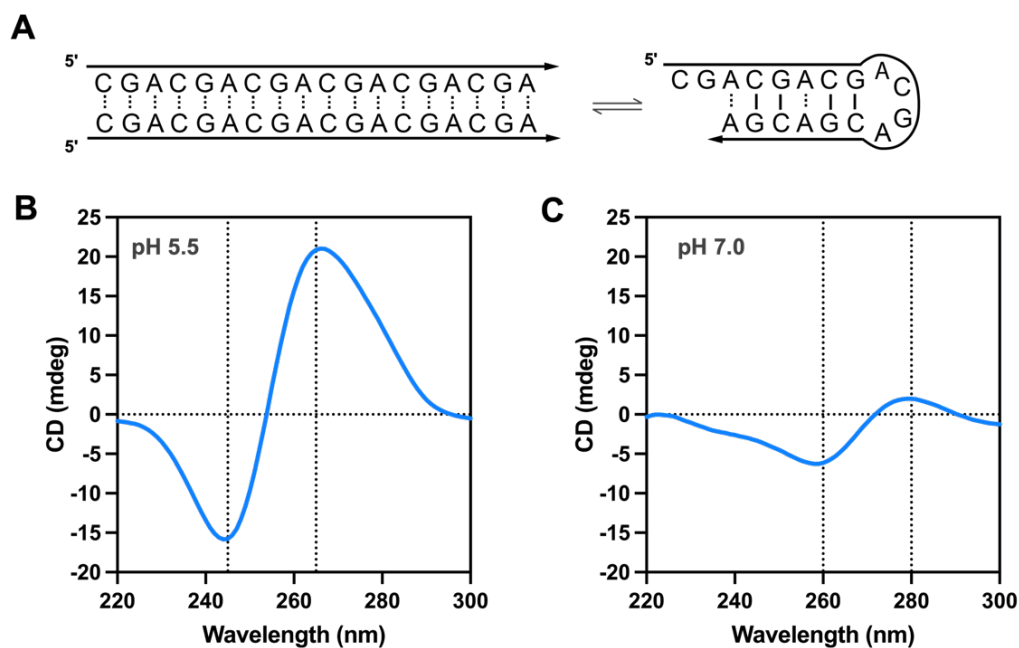 A
5' 5'
CGACGACGACGACGACGA CGACGACG A
C
CGACGACGACGACGACGA AGCAGC A G
5'
B C
25 25
20 pH 5.5 20 pH 7.0
15 15
10 10
5 5
0 0
-5 -5
-10 -10
-15 -15
-20 -20
CD (mdeg) CD (mdeg)
220 240 260 280 300 220 240 260 280 300
Wavelength (nm) Wavelength (nm)